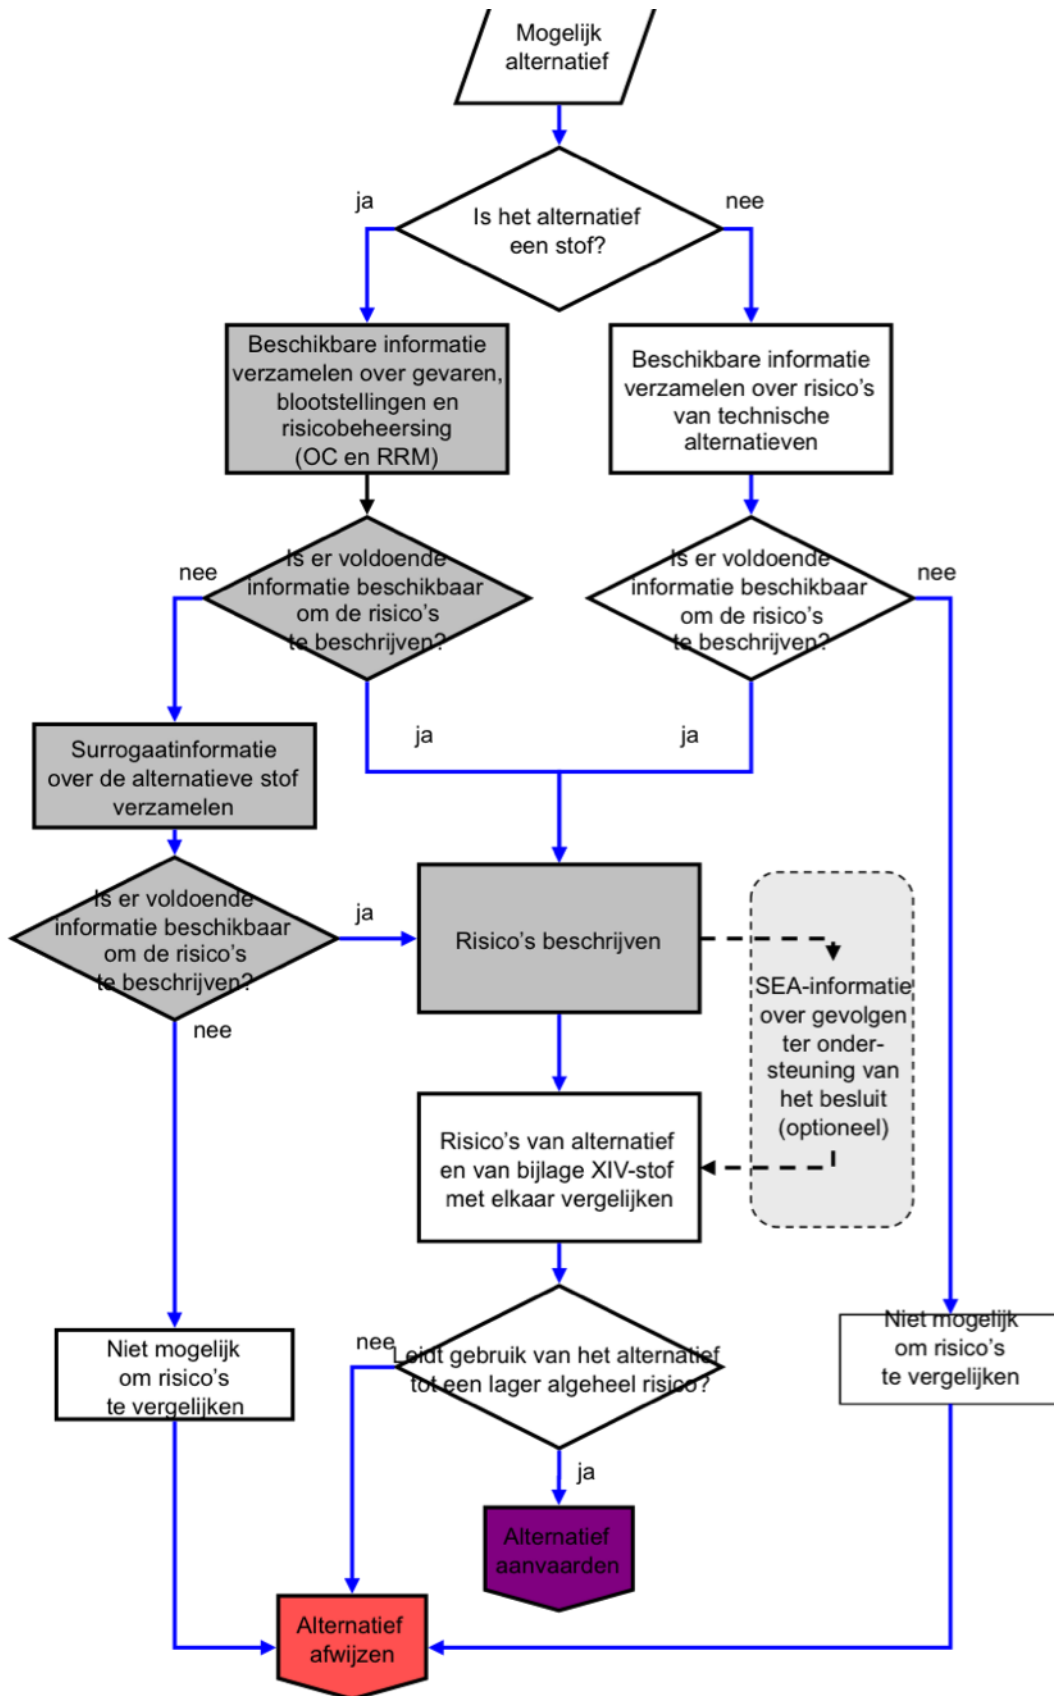 Mogelijk
alternatief
ja
nee
Is het alternatief
een stof?
Beschikbare informatie
verzamelen over gevaren,
blootstellingen en
risicobeheersing
(OC en RRM)
Beschikbare informatie
verzamelen over risico's
van technische
alternatieven
nee
Is er voldoende
informatie beschikbaar
om de risico's
te beschrijven?
Is er voldoende
informatie beschikbaar
om de risico's
te beschrijven?
nee
ja
ja
Surrogaatinformatie
over de alternatieve stof
verzamelen
Is er voldoende
informatie beschikbaar
om de risico's
te beschrijven?
ja
nee
Risico's beschrijven
SEA-informatie
over gevolgen
ter onder-
steuning van
het besluit
(optioneel)
Risico's van alternatief
en van bijlage XIV-stof
met elkaar vergelijken
Niet mogelijk
om risico's
te vergelijken
nee
Leidt gebruik van het alternatief
tot een lager algeheel risico?
Niet mogelijk
om risico's
te vergelijken
ja
Alternatief
aanvaarden
Alternatief
afwijzen